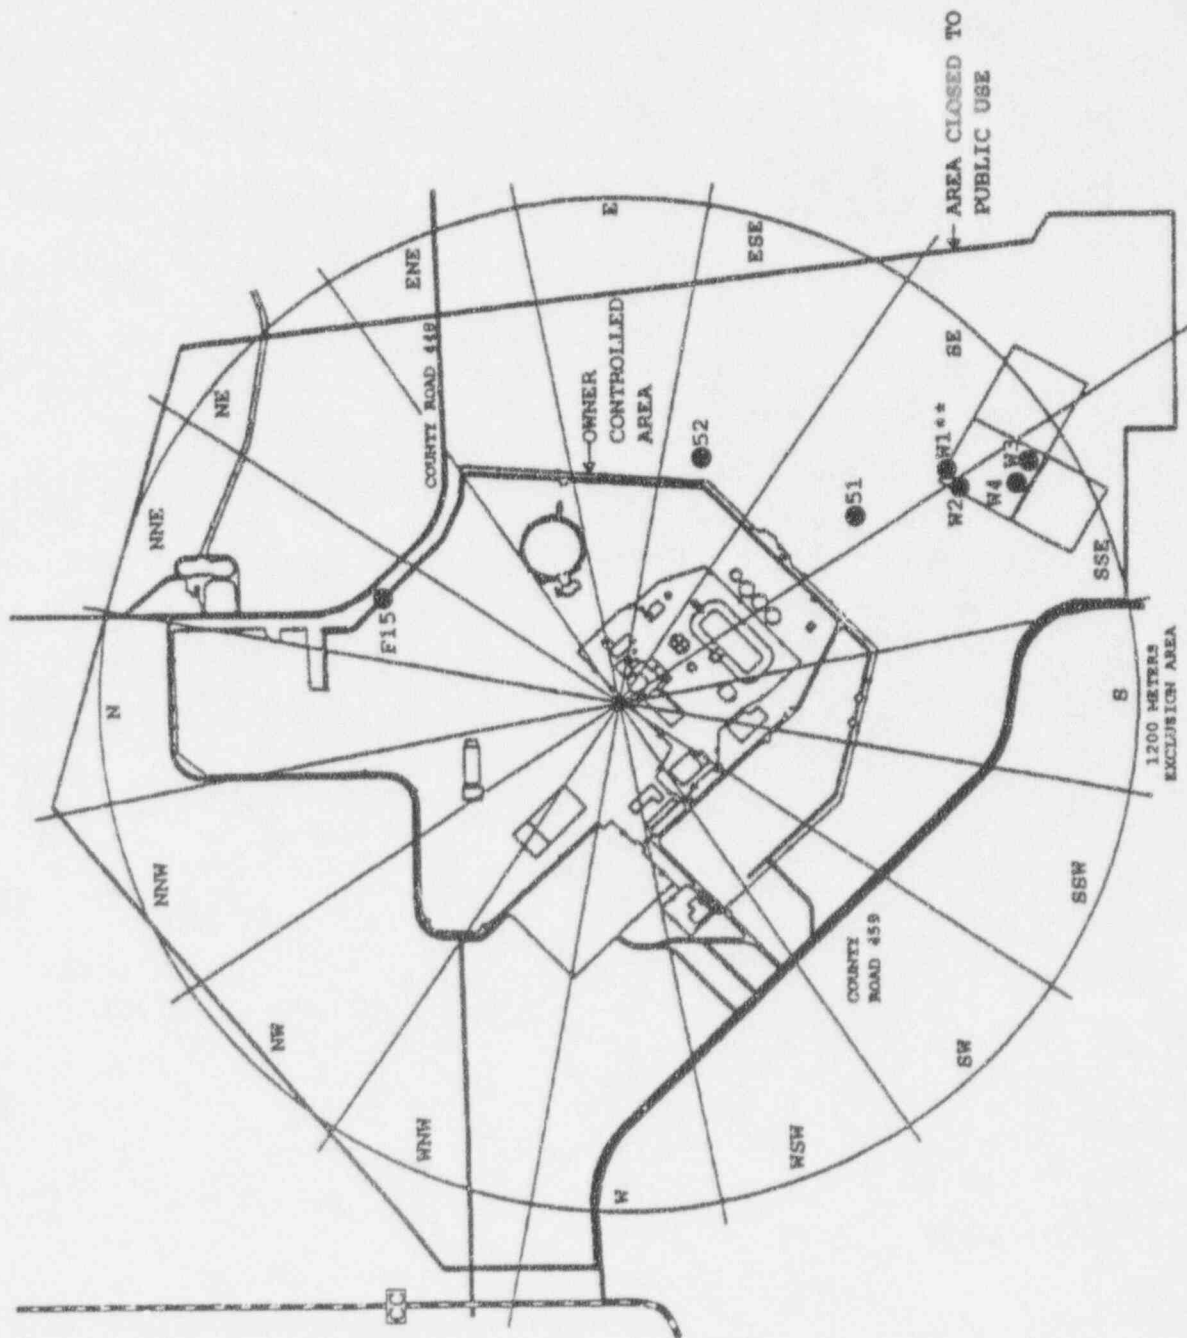 AREA CLOSED TO
PUBLIC USE
N
NNE
NE
ENE
E
ESE
SE
SSE
S
SSW
SW
WSW
W
WNW
NW
NNW
COUNTY ROAD 448
OWNER
CONTROLLED
AREA
F15
52
51
W1**
W2
W3
W4
COUNTY
ROAD 459
CC
1200 METERS
EXCLUSION AREA